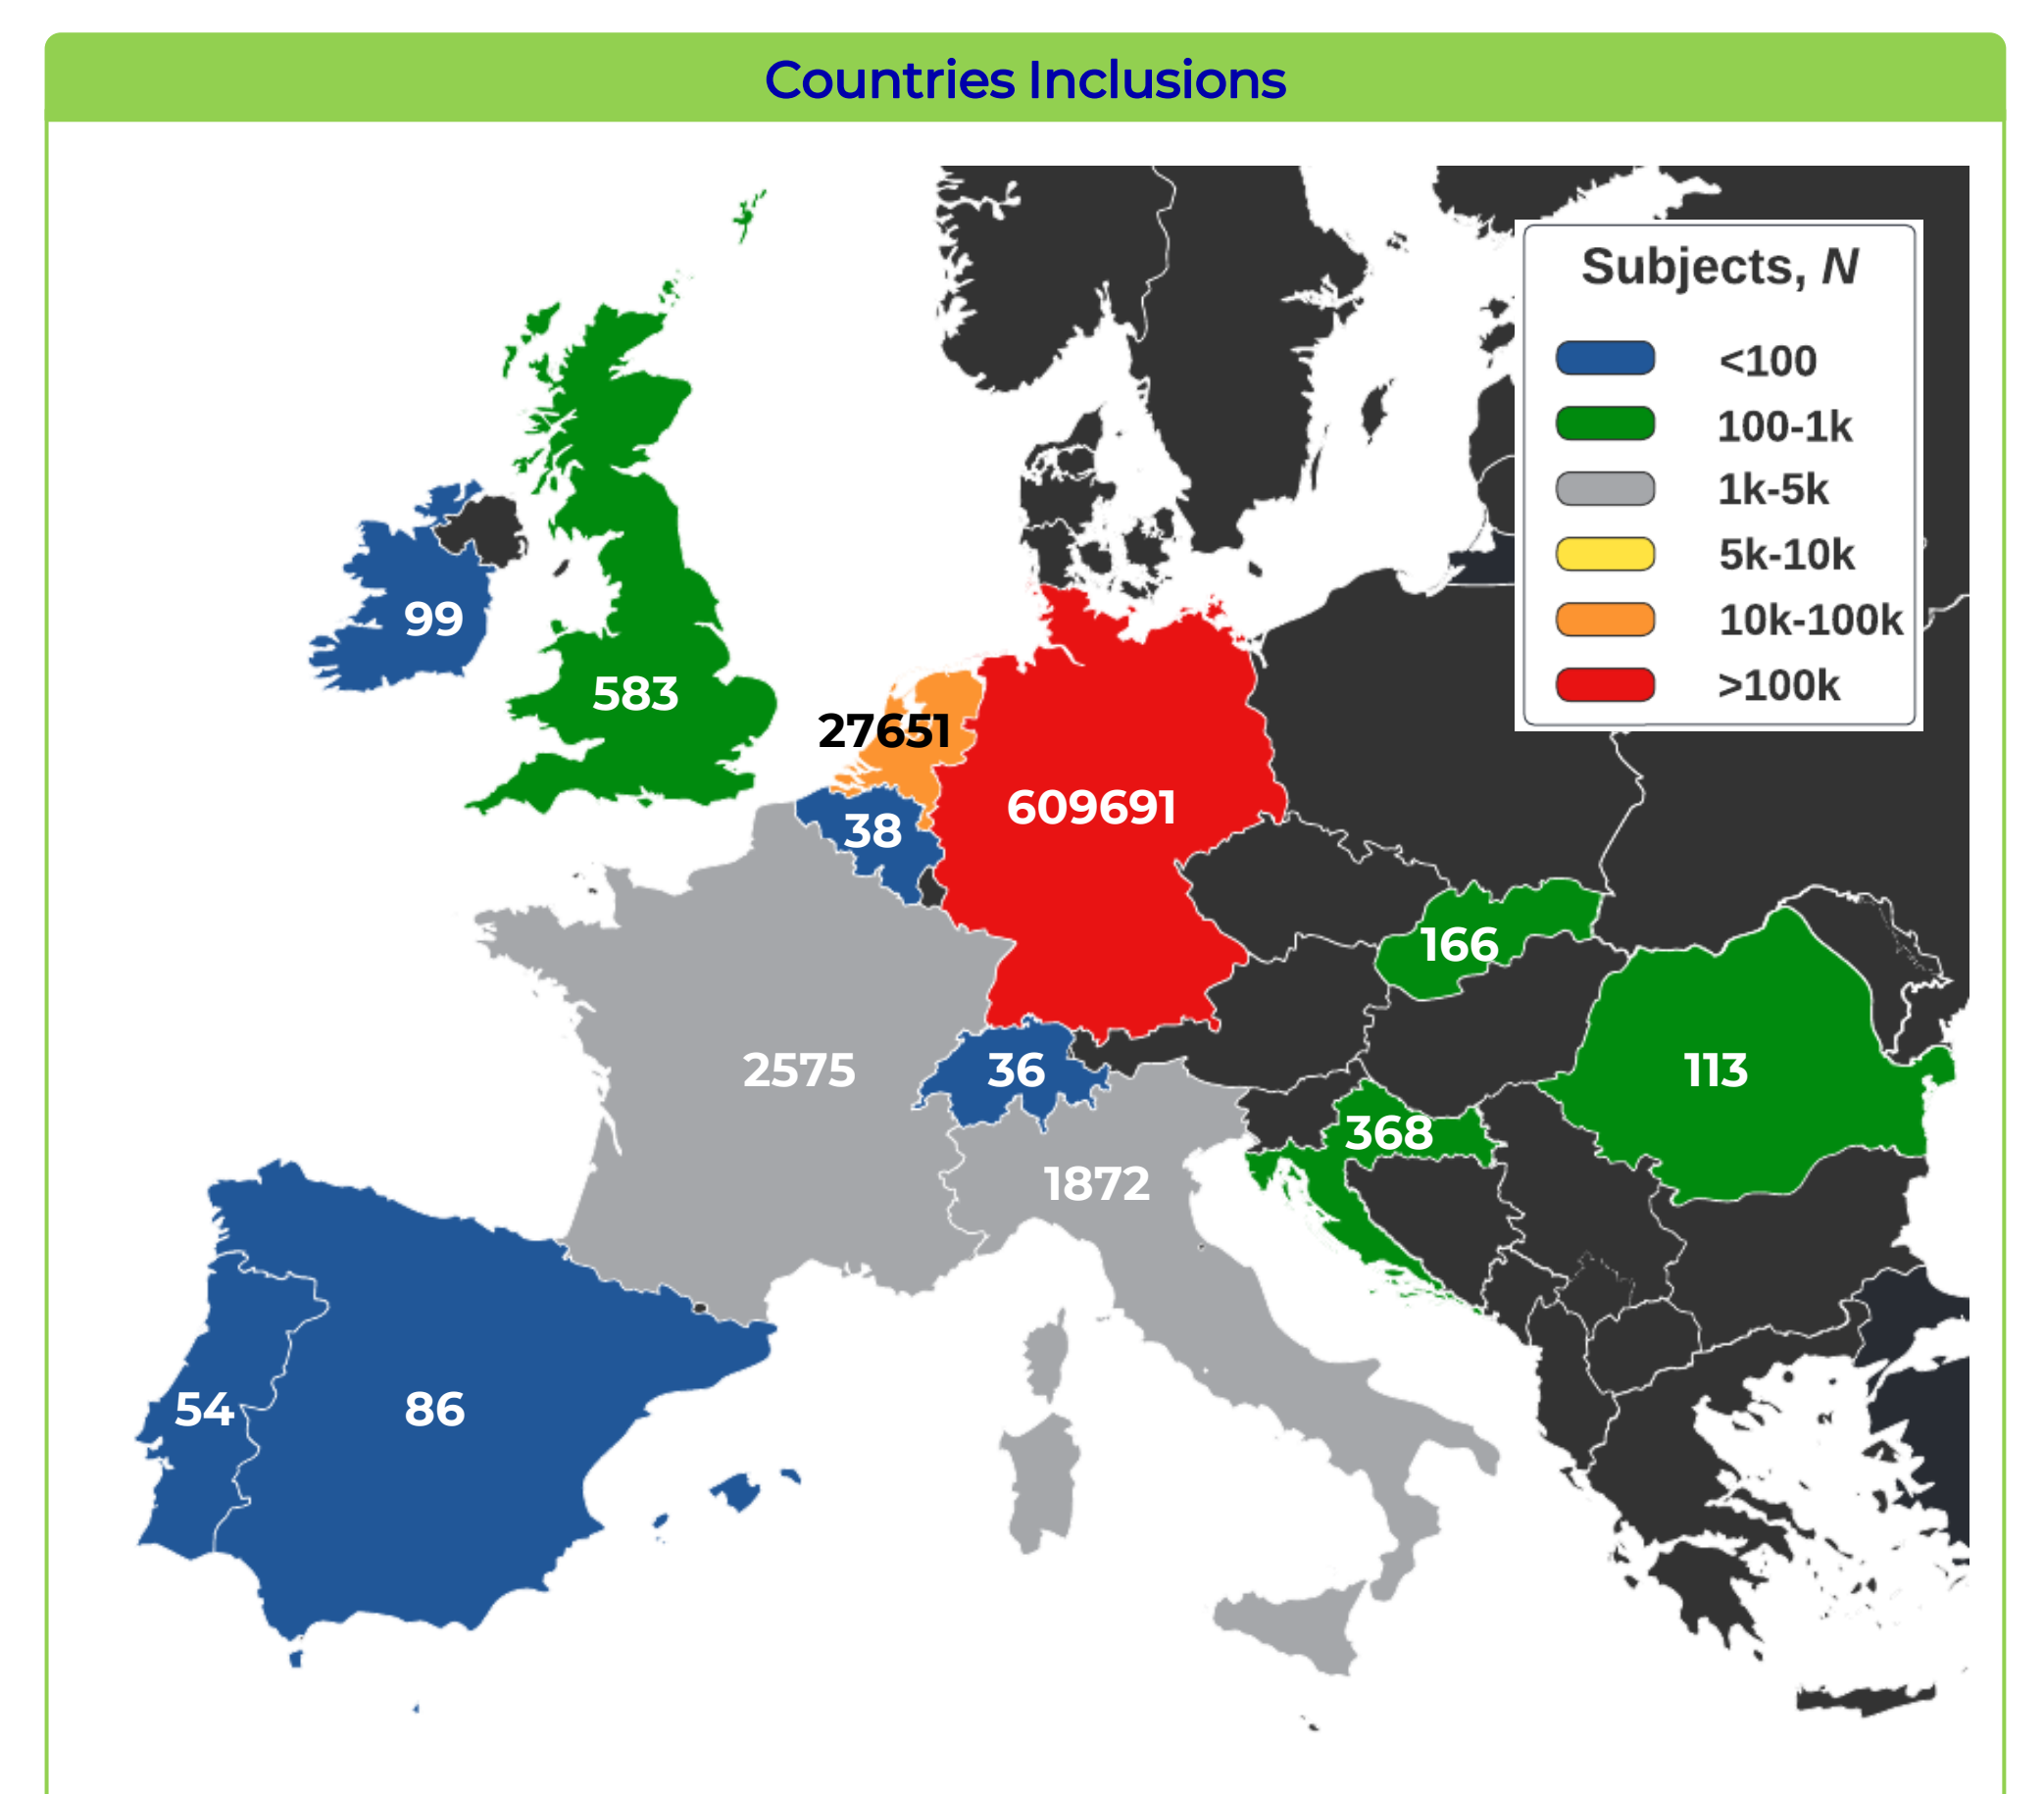 Countries Inclusions
Subjects, N
<100
100-1k
1k-5k
5k-10k
10k-100k
>100k
99
583
27651
609691
38
166
2575
36
113
368
1872
54
86